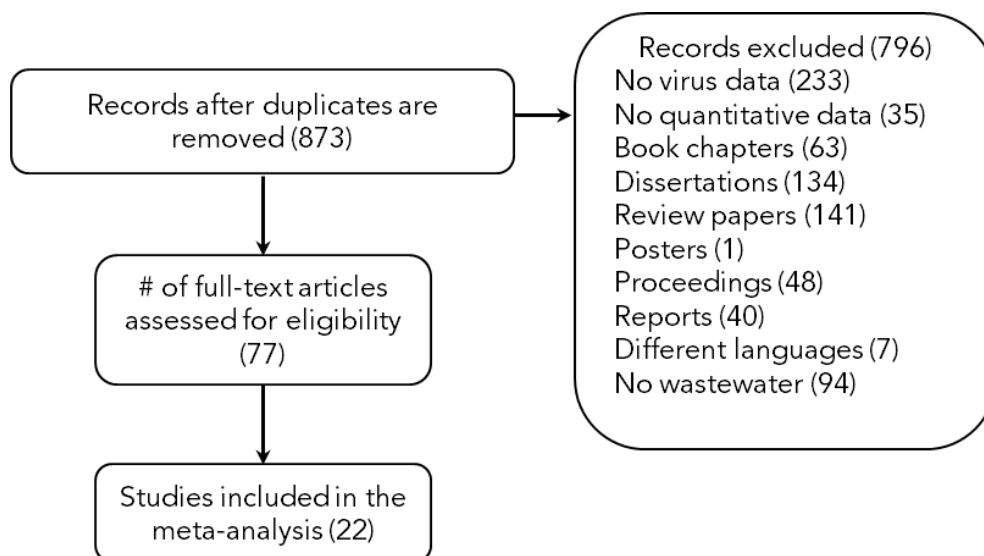 Records after duplicates are
removed (873)
Records excluded (796)
No virus data (233)
No quantitative data (35)
Book chapters (63)
Dissertations (134)
Review papers (141)
Posters (1)
Proceedings (48)
Reports (40)
Different languages (7)
No wastewater (94)
# of full-text articles
assessed for eligibility
(77)
Studies included in the
meta-analysis (22)